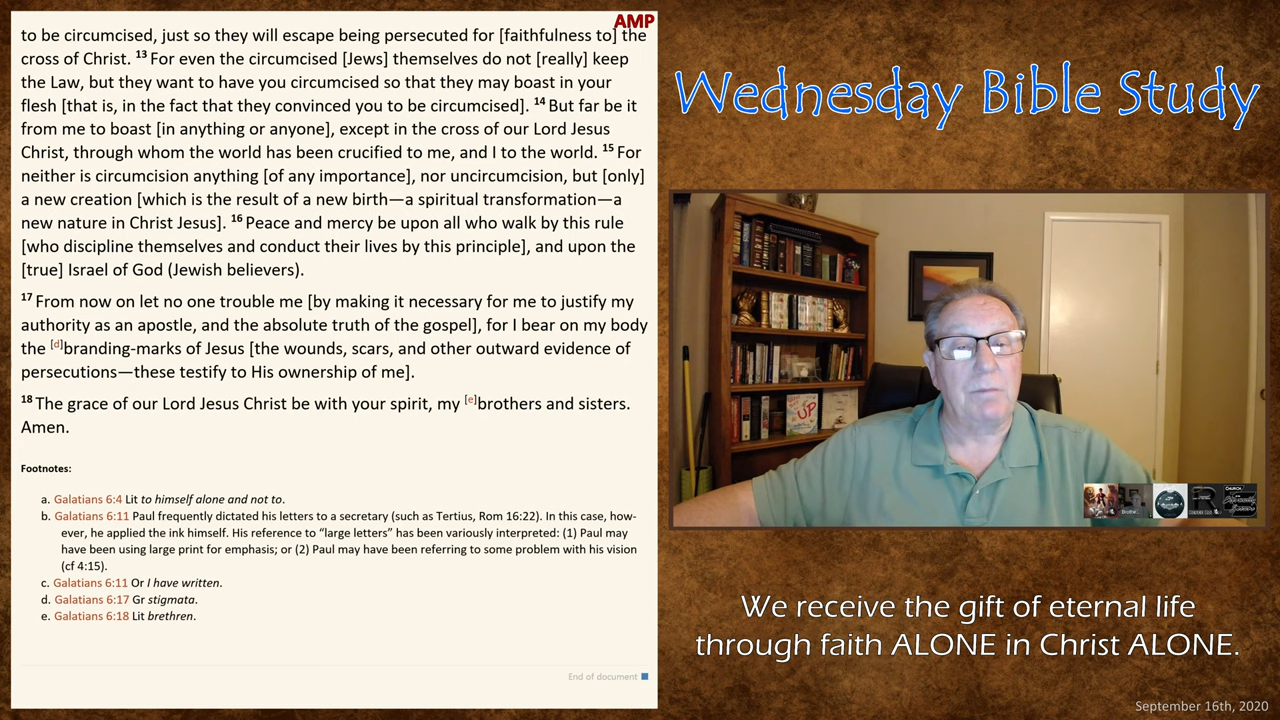 AMP
to be circumcised, just so they will escape being persecuted for [faithfulness to] the
cross of Christ. 13 For even the circumcised [Jews] themselves do not [really] keep
the Law, but they want to have you circumcised so that they may boast in your
flesh [that is, in the fact that they convinced you to be circumcised]. 14 But far be it
from me to boast [in anything or anyone], except in the cross of our Lord Jesus
Christ, through whom the world has been crucified to me, and I to the world. 15 For
neither is circumcision anything [of any importance], nor uncircumcision, but [only]
a new creation [which is the result of a new birth—a spiritual transformation—a
new nature in Christ Jesus]. 16 Peace and mercy be upon all who walk by this rule
[who discipline themselves and conduct their lives by this principle], and upon the
[true] Israel of God (Jewish believers).
17 From now on let no one trouble me [by making it necessary for me to justify my
authority as an apostle, and the absolute truth of the gospel], for I bear on my body
the [d]branding-marks of Jesus [the wounds, scars, and other outward evidence of
persecutions—these testify to His ownership of me].
18 The grace of our Lord Jesus Christ be with your spirit, my [e]brothers and sisters.
Amen.
Footnotes:
a. Galatians 6:4 Lit to himself alone and not to.
b. Galatians 6:11 Paul frequently dictated his letters to a secretary (such as Tertius, Rom 16:22). In this case, how-
ever, he applied the ink himself. His reference to “large letters” has been variously interpreted: (1) Paul may
have been using large print for emphasis; or (2) Paul may have been referring to some problem with his vision
(cf 4:15).
c. Galatians 6:11 Or I have written.
d. Galatians 6:17 Gr stigmata.
e. Galatians 6:18 Lit brethren.
End of document
Wednesday Bible Study
UP
Brothe...
CHURCH
We receive the gift of eternal life
through faith ALONE in Christ ALONE.
September 16th, 2020